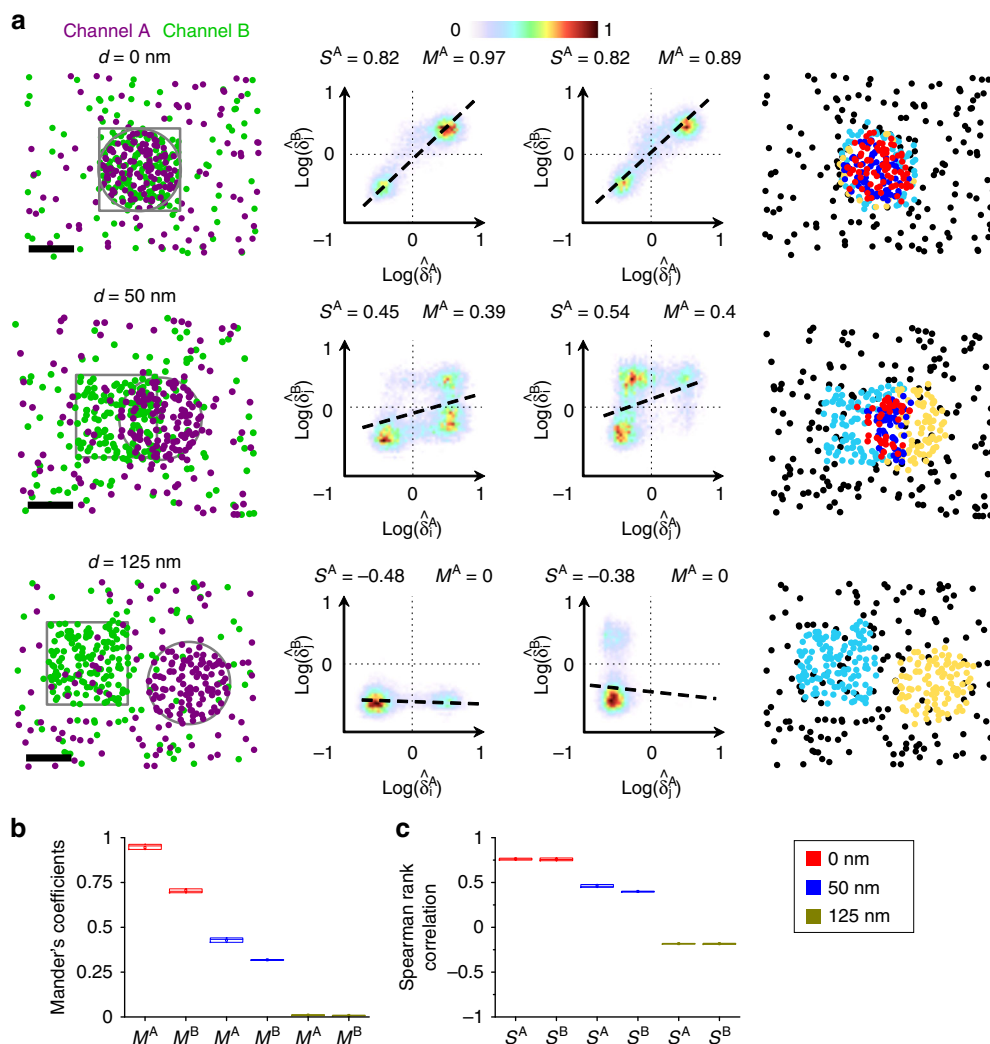 a
Channel A Channel B
0 1
d = 0 nm
S^A = 0.82 M^A = 0.97
S^A = 0.82 M^A = 0.89
1
0
−1 0 1
Log(δ̂_i^B)
Log(δ̂_i^A)
1
0
−1 0 1
Log(δ̂_j^B)
Log(δ̂_j^A)
d = 50 nm
S^A = 0.45 M^A = 0.39
S^A = 0.54 M^A = 0.4
1
0
−1 0 1
Log(δ̂_i^B)
Log(δ̂_i^A)
1
0
−1 0 1
Log(δ̂_j^B)
Log(δ̂_j^A)
d = 125 nm
S^A = −0.48 M^A = 0
S^A = −0.38 M^A = 0
1
0
−1 0 1
Log(δ̂_i^B)
Log(δ̂_i^A)
1
0
−1 0 1
Log(δ̂_j^B)
Log(δ̂_j^A)
b
Mander's coefficients
1
0.75
0.5
0.25
0
M^A M^B M^A M^B M^A M^B
c
Spearman rank
correlation
1
0.5
0
−0.5
−1
S^A S^B S^A S^B S^A S^B
0 nm
50 nm
125 nm